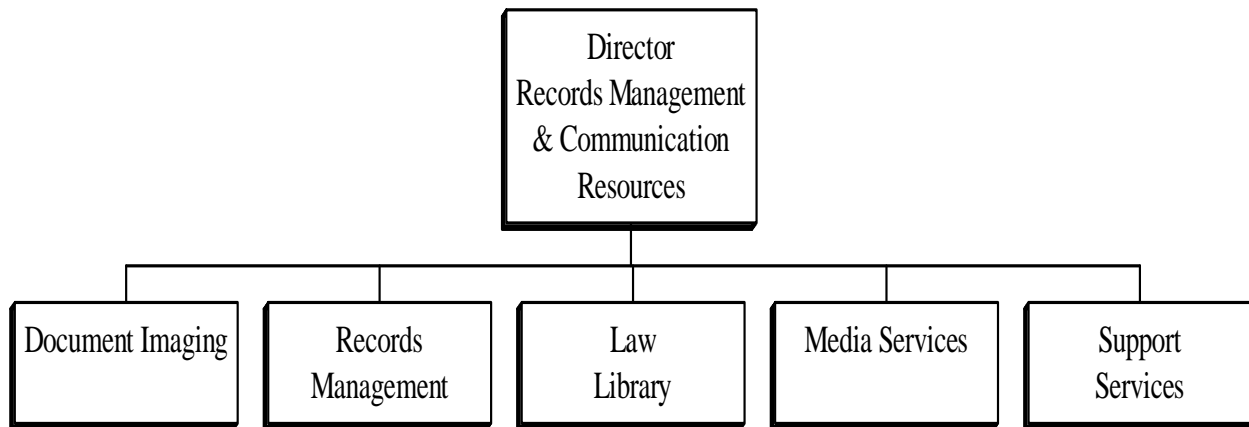 Director
Records Management
& Communication
Resources
Document Imaging
Records
Management
Law
Library
Media Services
Support
Services